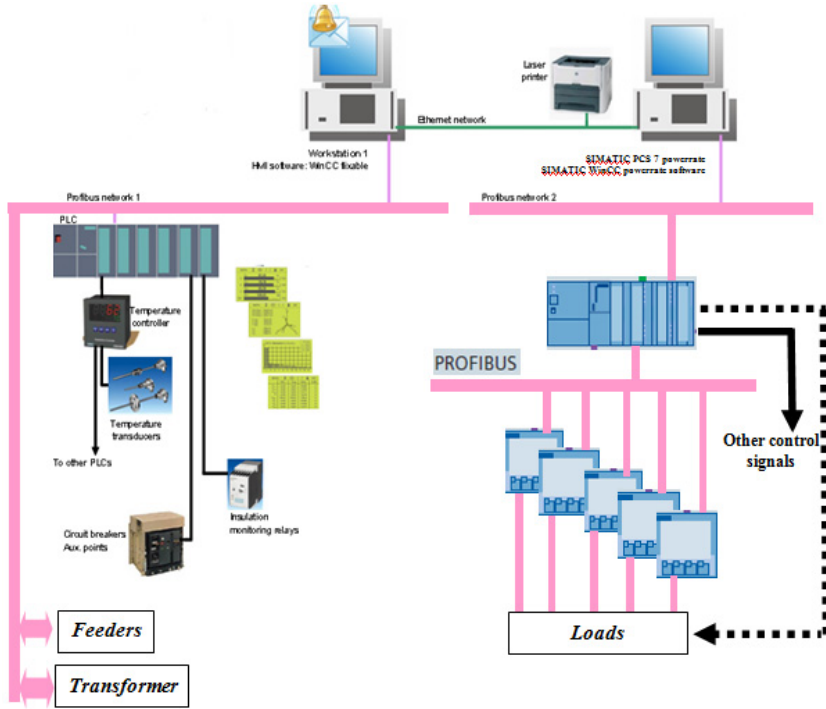 Laser
printer
Ethernet network
Workstation 1
HMI software: WinCC flxable
SIMATIC PCS 7 powerrate
SIMATIC WinCC powerrate software
Profibus network 1
Profibus network 2
PLC
Temperature
controller
PROFIBUS
Temperature
transducers
To other PLCs
Other control
signals
Insulation
monitoring relays
Circuit breakers
Aux. points
Feeders
Loads
Transformer